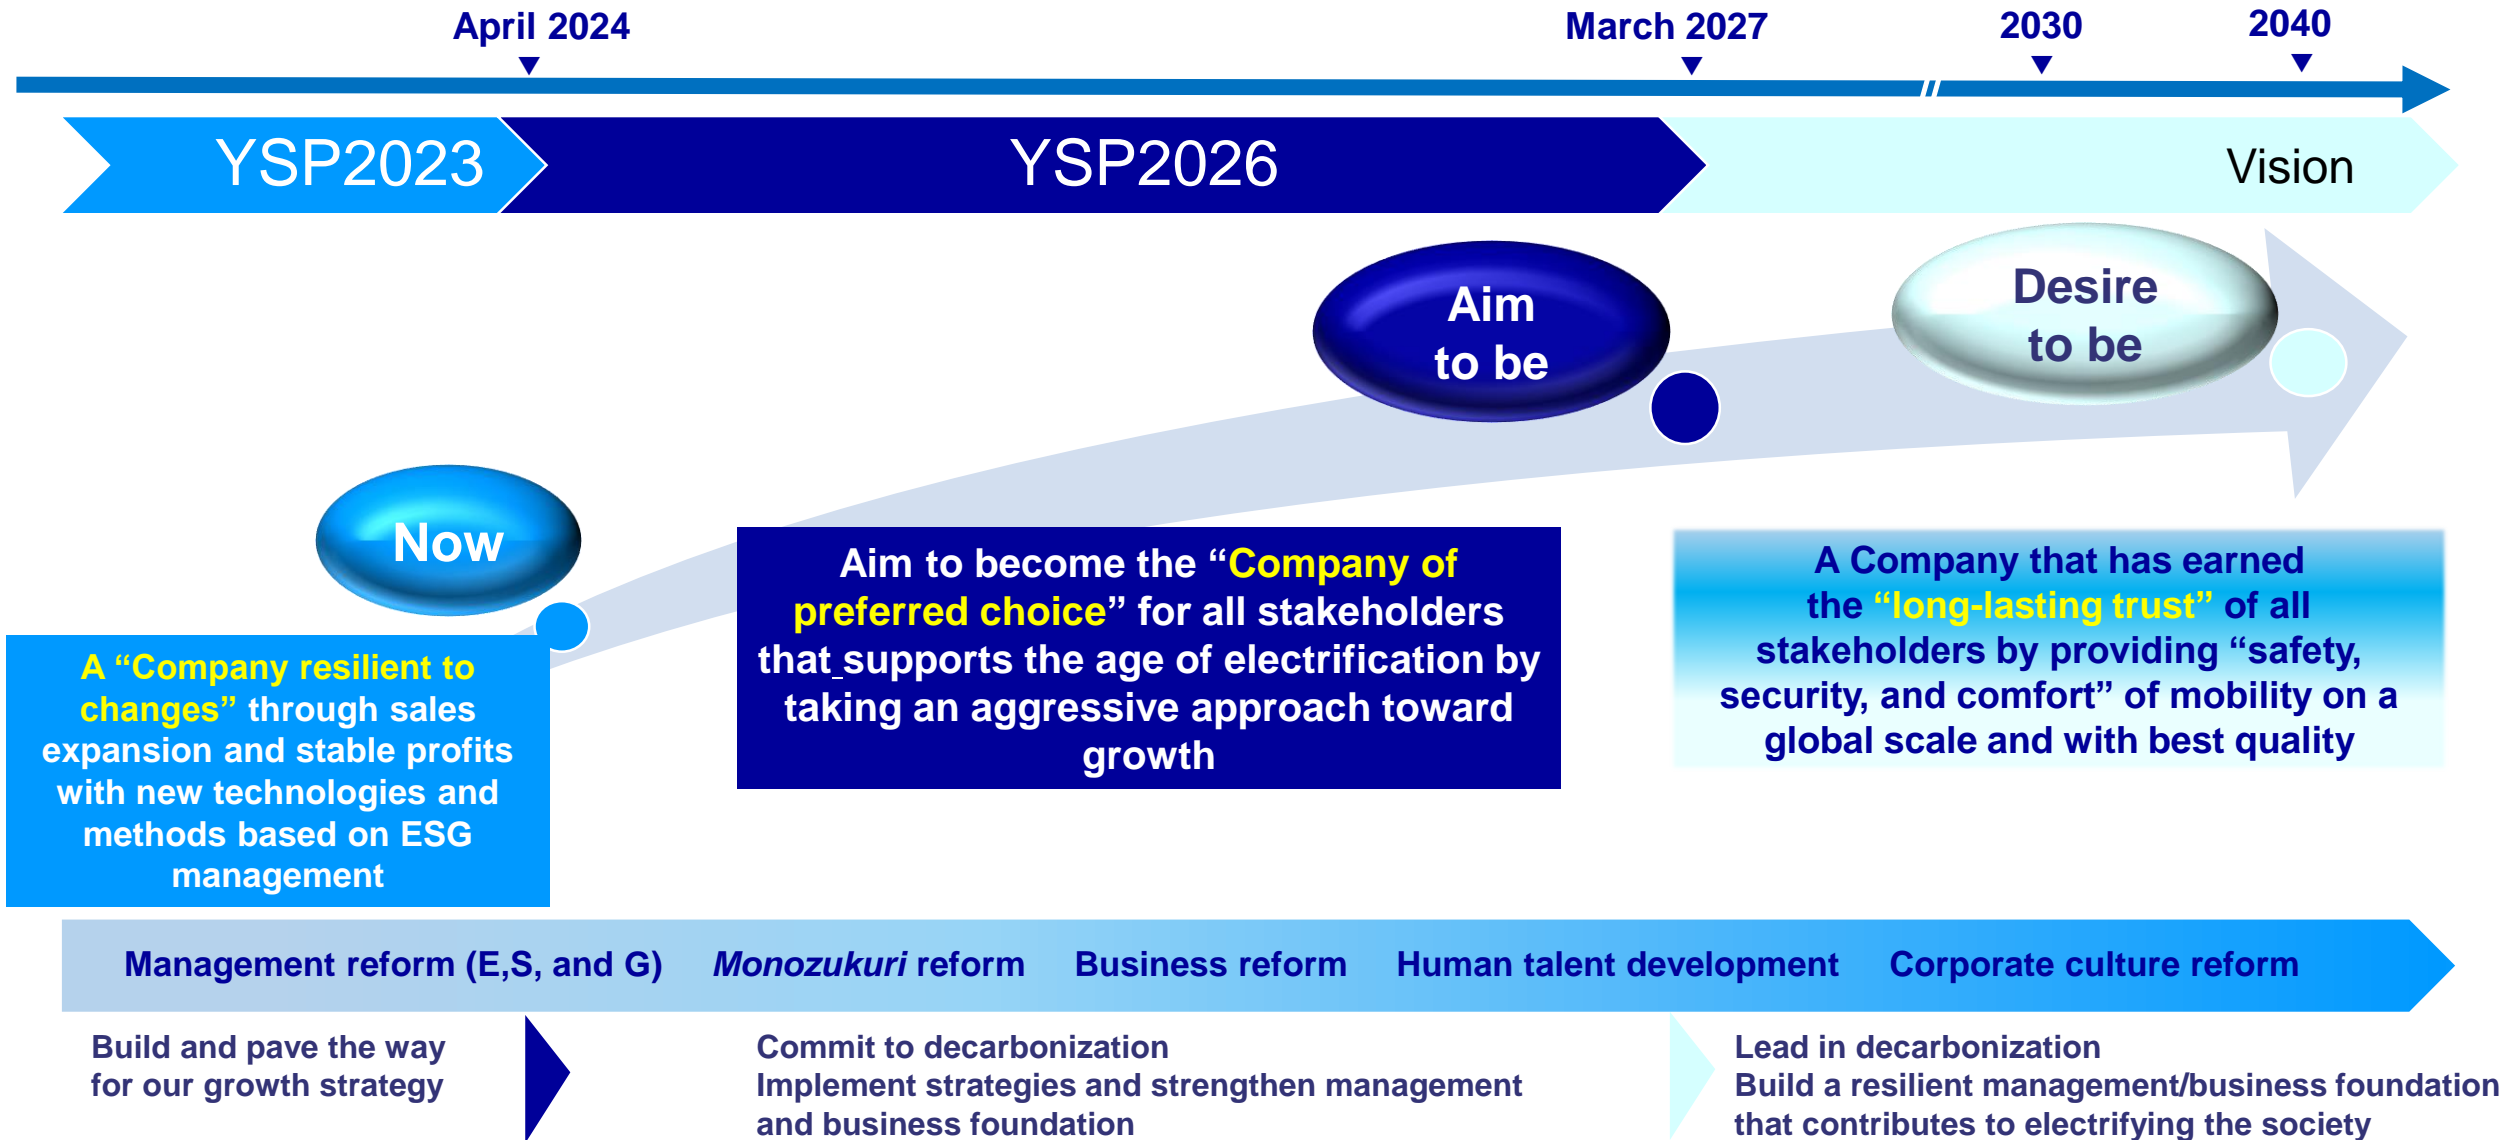 April 2024
March 2027
2030
2040
YSP2023
YSP2026
Vision
Now
Aim
to be
Desire
to be
A “Company resilient to
changes” through sales
expansion and stable profits
with new technologies and
methods based on ESG
management
Aim to become the “Company of
preferred choice” for all stakeholders
that supports the age of electrification by
taking an aggressive approach toward
growth
A Company that has earned
the “long-lasting trust” of all
stakeholders by providing “safety,
security, and comfort” of mobility on a
global scale and with best quality
Management reform (E,S, and G)
Monozukuri reform
Business reform
Human talent development
Corporate culture reform
Build and pave the way
for our growth strategy
Commit to decarbonization
Implement strategies and strengthen management
and business foundation
Lead in decarbonization
Build a resilient management/business foundation
that contributes to electrifying the society